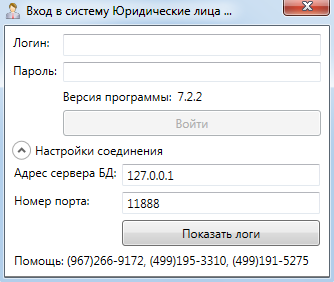 Вход в систему Юридические лица ...
Логин:
Пароль:
Версия программы: 7.2.2
Войти
Настройки соединения
Адрес сервера БД: 127.0.0.1
Номер порта: 11888
Показать логи
Помощь: (967)266-9172, (499)195-3310, (499)191-5275